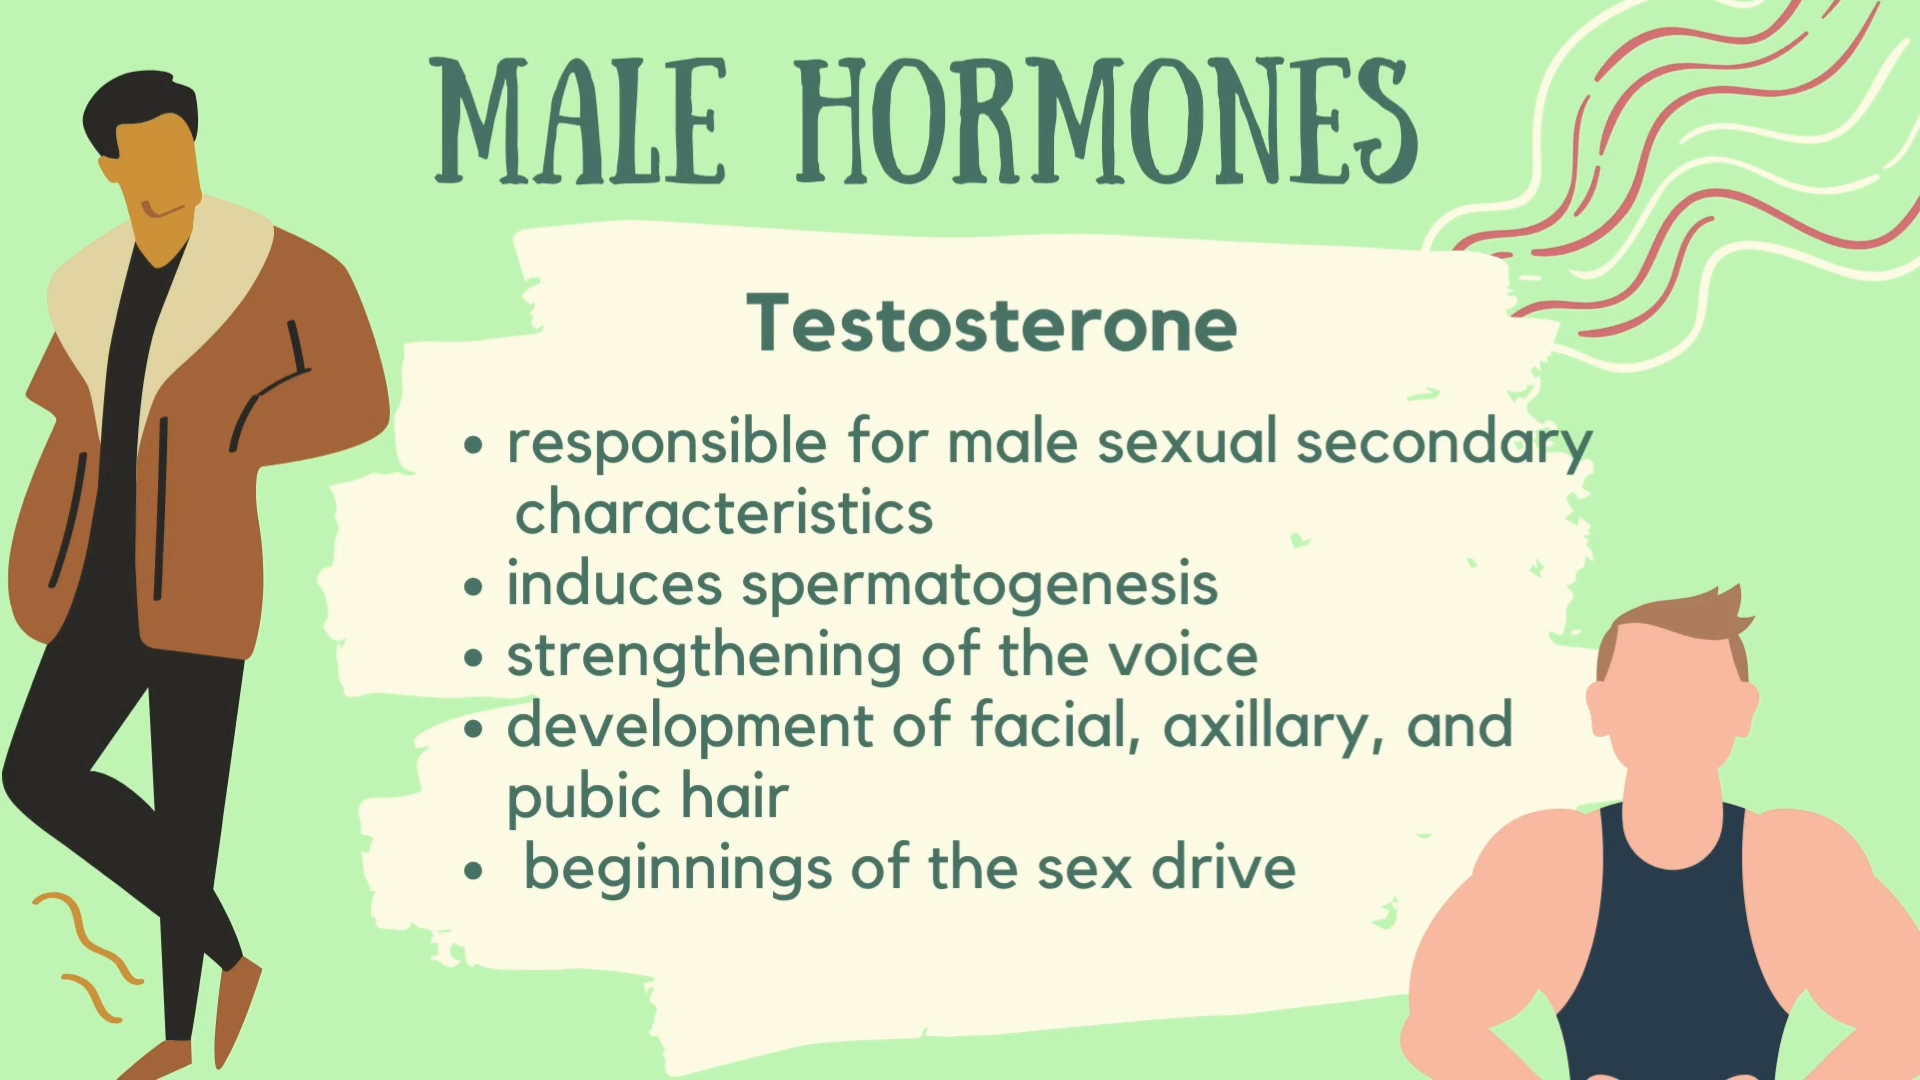 MALE HORMONES
Testosterone
• responsible for male sexual secondary
characteristics
• induces spermatogenesis
• strengthening of the voice
• development of facial, axillary, and
pubic hair
• beginnings of the sex drive